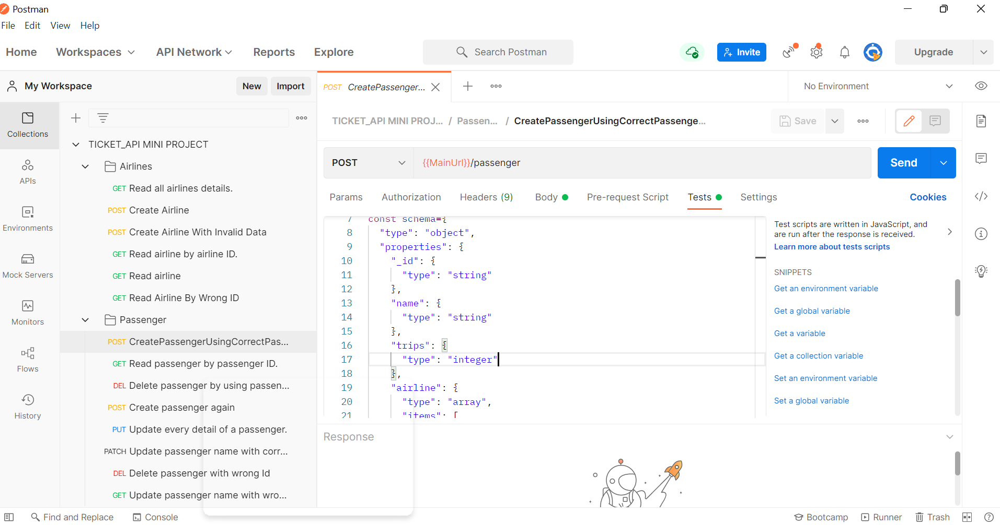 Postman
File Edit View Help
Home Workspaces API Network Reports Explore Search Postman Invite Upgrade
My Workspace New Import
POST CreatePassenger... No Environment
Collections
APIs
Environments
Mock Servers
Monitors
Flows
History
TICKET_API MINI PROJECT
Airlines
GET Read all airlines details.
POST Create Airline
POST Create Airline With Invalid Data
GET Read airline by airline ID.
GET Read airline
GET Read Airline By Wrong ID
Passenger
POST CreatePassengerUsingCorrectPas...
GET Read passenger by passenger ID.
DEL Delete passenger by using passen...
POST Create passenger again
PUT Update every detail of a passenger.
PATCH Update passenger name with corr...
DEL Delete passenger with wrong Id
GET Update passenger name with wro...
TICKET_API MINI PROJ... / Passen... / CreatePassengerUsingCorrectPassenge... Save
POST {{MainUrl}}/passenger Send
Params Authorization Headers (9) Body Pre-request Script Tests Settings Cookies
7 const schema={
8 "type": "object",
9 "properties": {
10 "_id": {
11 "type": "string"
12 },
13 "name": {
14 "type": "string"
15 },
16 "trips": {
17 "type": "integer"
18 },
19 "airline": {
20 "type": "array",
21 "items": [
Test scripts are written in JavaScript, and
are run after the response is received.
Learn more about tests scripts
SNIPPETS
Get an environment variable
Get a global variable
Get a variable
Get a collection variable
Set an environment variable
Set a global variable
Response
Find and Replace Console Bootcamp Runner Trash